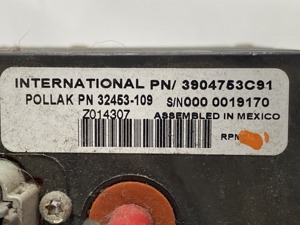 INTERNATIONAL PN/ 3904753C91
POLLAK PN 32453-109 S/N000 0019170
Z014307 ASSEMBLED IN MEXICO
RPN